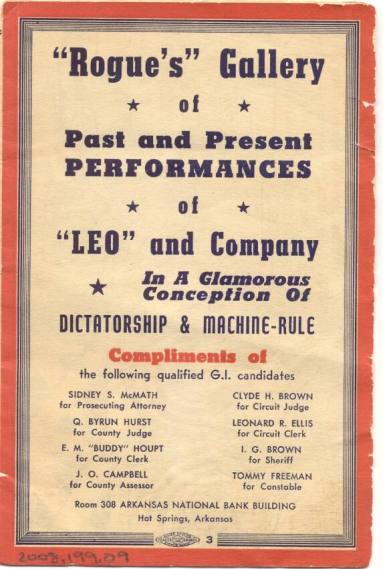 "Rogue's" Gallery
★ of ★
Past and Present
PERFORMANCES
★ of ★
"LEO" and Company
★ In A Glamorous
Conception Of
DICTATORSHIP & MACHINE-RULE
Compliments of
the following qualified G.I. candidates
SIDNEY S. McMATH
for Prosecuting Attorney
Q. BYRUN HURST
for County Judge
E. M. "BUDDY" HOUPT
for County Clerk
J. O. CAMPBELL
for County Assessor
CLYDE H. BROWN
for Circuit Judge
LEONARD R. ELLIS
for Circuit Clerk
I. G. BROWN
for Sheriff
TOMMY FREEMAN
for Constable
Room 308 ARKANSAS NATIONAL BANK BUILDING
Hot Springs, Arkansas
3
2008.199.09